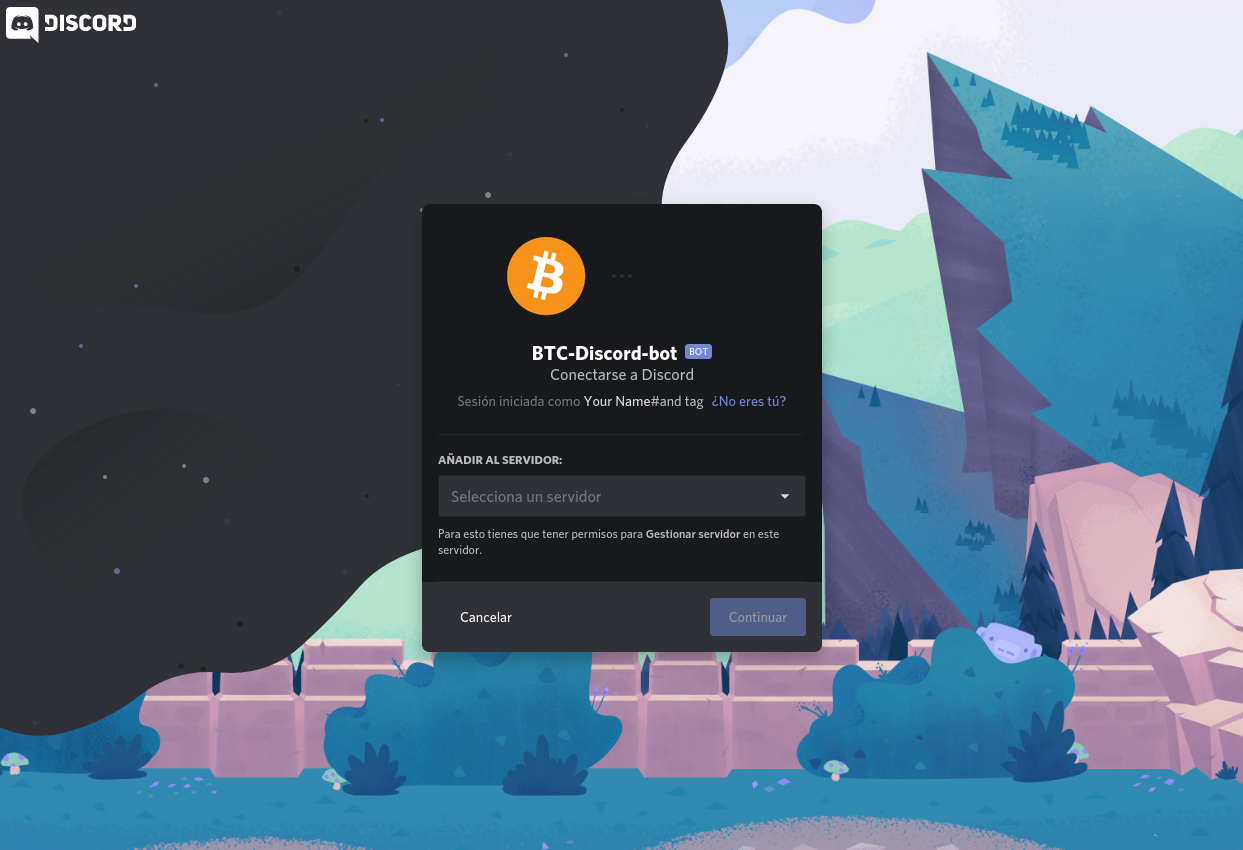 DISCORD
BTC-Discord-bot BOT
Conectarse a Discord
Sesión iniciada como Your Name#and tag ¿No eres tú?
AÑADIR AL SERVIDOR:
Selecciona un servidor
Para esto tienes que tener permisos para Gestionar servidor en este
servidor.
Cancelar
Continuar